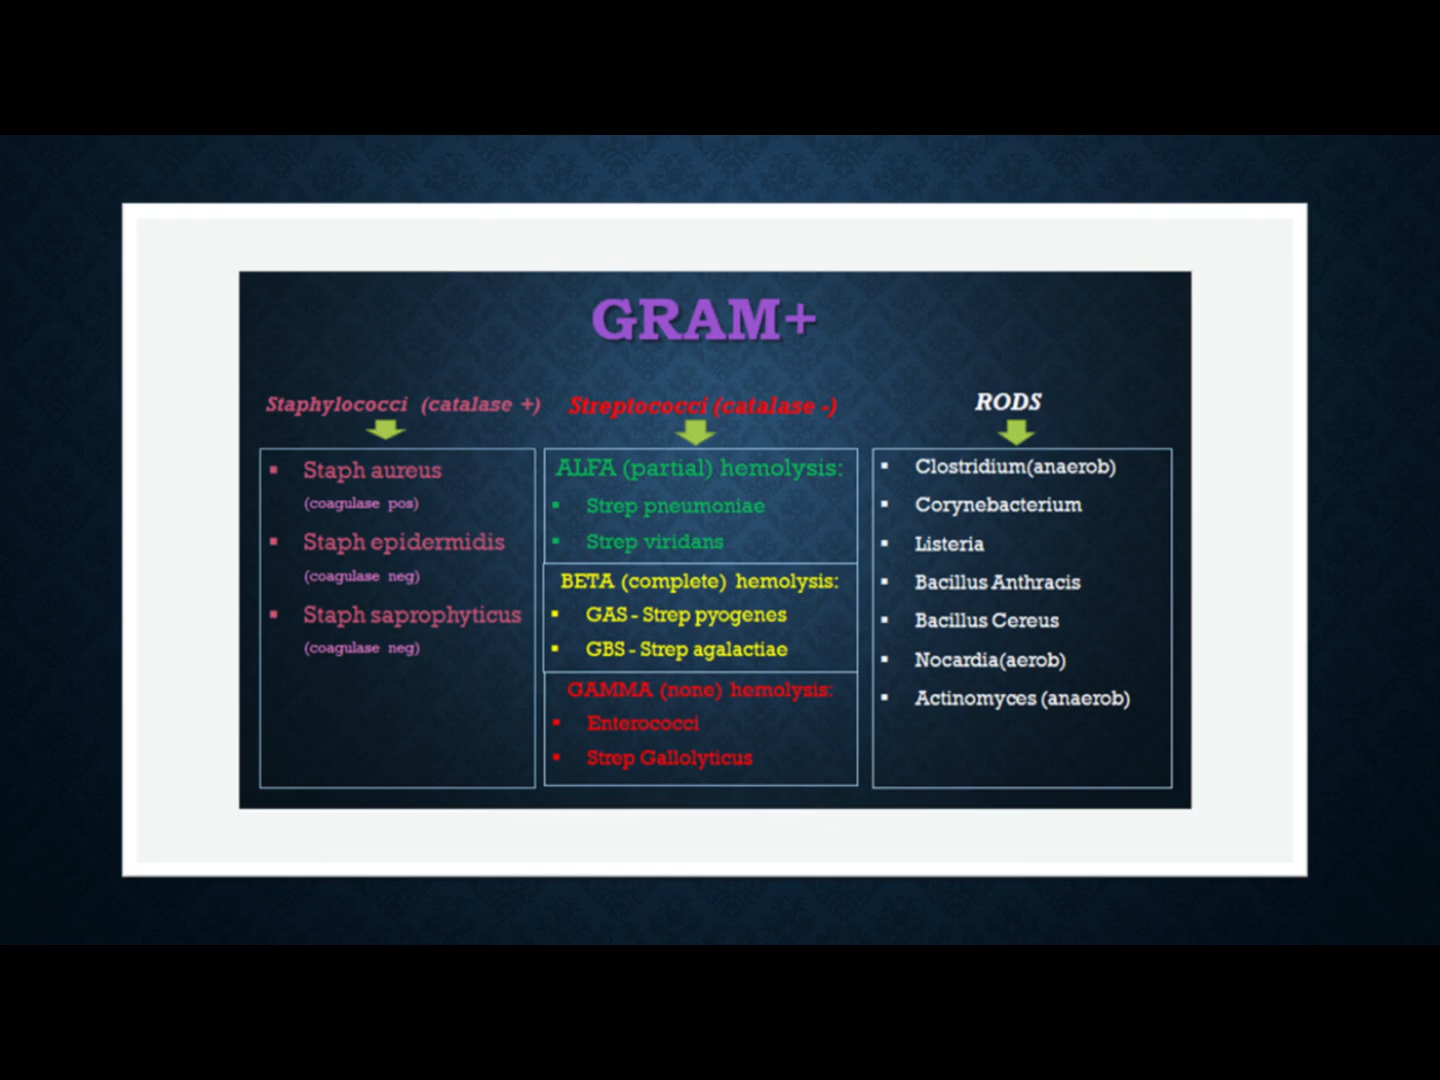 GRAM+
Staphylococci (catalase +)
Staph aureus
(coagulase pos)
Staph epidermidis
(coagulase neg)
Staph saprophyticus
(coagulase neg)
Streptococci (catalase -)
ALFA (partial) hemolysis:
Strep pneumoniae
Strep viridans
BETA (complete) hemolysis:
GAS - Strep pyogenes
GBS - Strep agalactiae
GAMMA (none) hemolysis:
Enterococci
Strep Gallolyticus
RODS
Clostridium(anaerob)
Corynebacterium
Listeria
Bacillus Anthracis
Bacillus Cereus
Nocardia(aerob)
Actinomyces (anaerob)